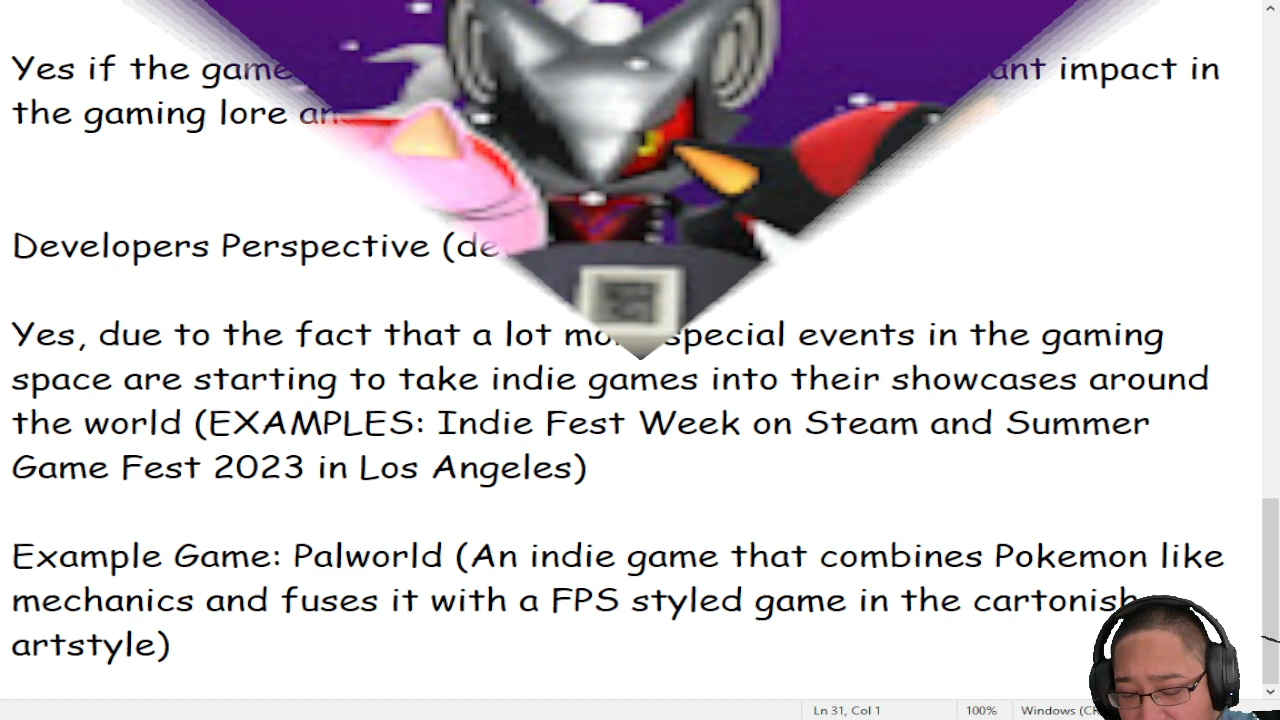 Yes if the game ant impact in
the gaming lore an
Developers Perspective (de
Yes, due to the fact that a lot mo special events in the gaming
space are starting to take indie games into their showcases around
the world (EXAMPLES: Indie Fest Week on Steam and Summer
Game Fest 2023 in Los Angeles)
Example Game: Palworld (An indie game that combines Pokemon like
mechanics and fuses it with a FPS styled game in the cartonish
artstyle)
Ln 31, Col 1 100% Windows (CR